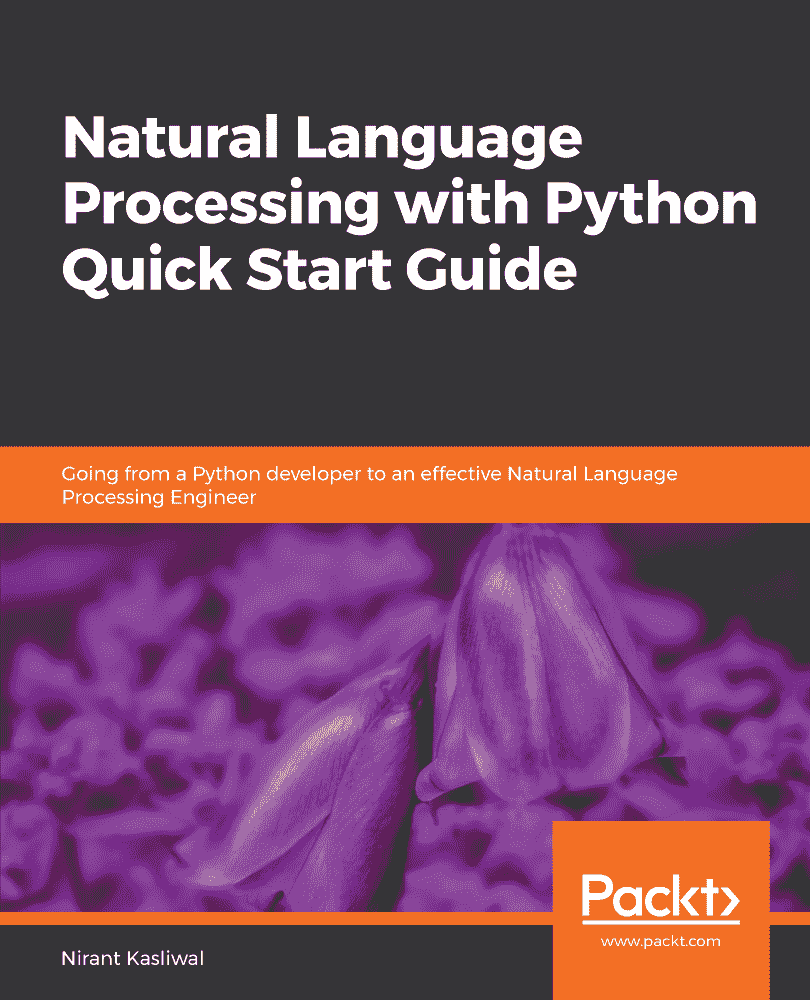 Natural Language
Processing with Python
Quick Start Guide
Going from a Python developer to an effective Natural Language
Processing Engineer
Packt>
www.packt.com
Nirant Kasliwal